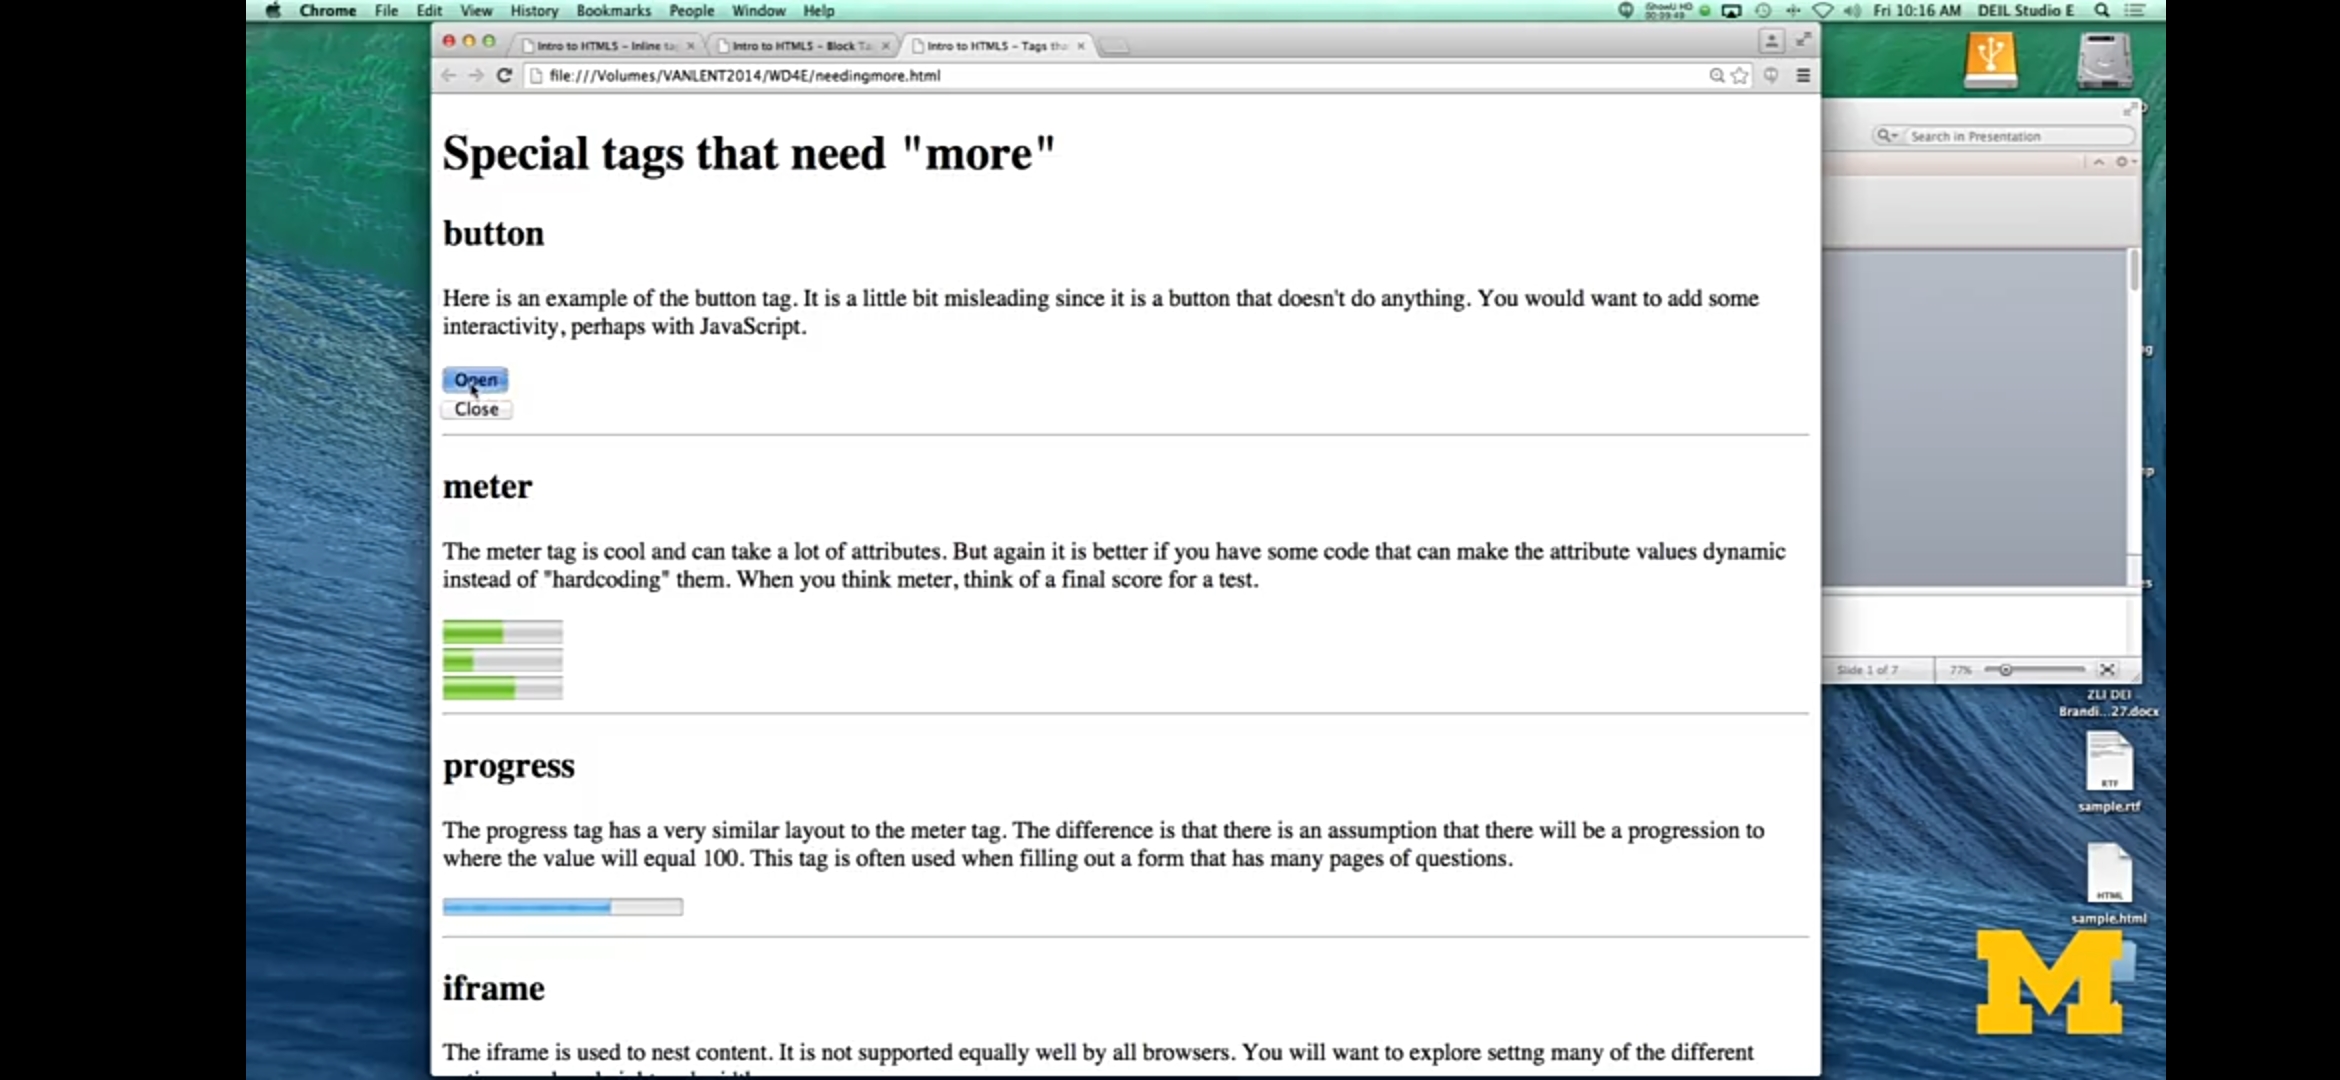 Chrome File Edit View History Bookmarks People Window Help
Fri 10:16 AM DEIL Studio E
Intro to HTML5 – Inline ta
Intro to HTML5 – Block Ta
Intro to HTML5 – Tags tha
file:///Volumes/VANLENT2014/WD4E/needingmore.html
Search in Presentation
Special tags that need "more"
button
Here is an example of the button tag. It is a little bit misleading since it is a button that doesn't do anything. You would want to add some
interactivity, perhaps with JavaScript.
Open
Close
meter
The meter tag is cool and can take a lot of attributes. But again it is better if you have some code that can make the attribute values dynamic
instead of "hardcoding" them. When you think meter, think of a final score for a test.
Slide 1 of 7
77%
ZLI DEI
Brandi...27.docx
progress
The progress tag has a very similar layout to the meter tag. The difference is that there is an assumption that there will be a progression to
where the value will equal 100. This tag is often used when filling out a form that has many pages of questions.
RTF
sample.rtf
HTML
sample.html
M
iframe
The iframe is used to nest content. It is not supported equally well by all browsers. You will want to explore settng many of the different